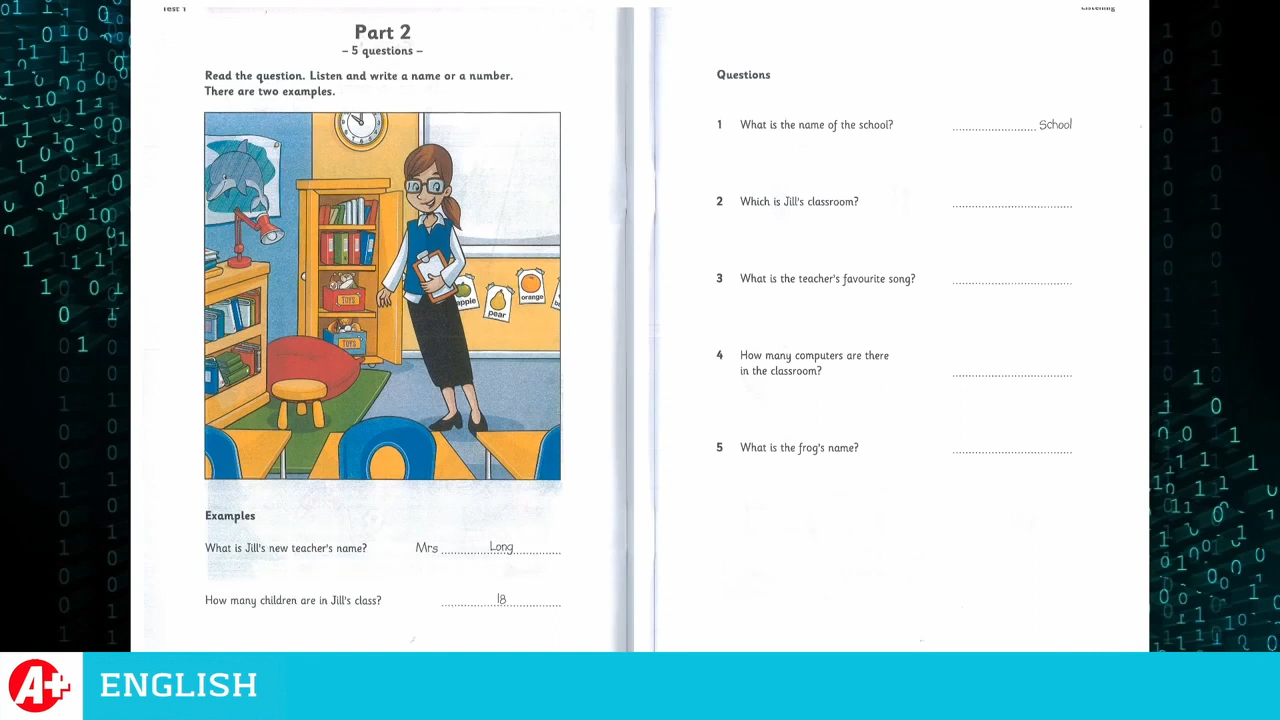 Test 1
Part 2
– 5 questions –
Read the question. Listen and write a name or a number.
There are two examples.
TOYS
TOYS
apple
pear
orange
Examples
What is Jill's new teacher's name? Mrs Long
How many children are in Jill's class? 18
Listening
Questions
1 What is the name of the school? School
2 Which is Jill's classroom?
3 What is the teacher's favourite song?
4 How many computers are there
in the classroom?
5 What is the frog's name?
A+ ENGLISH